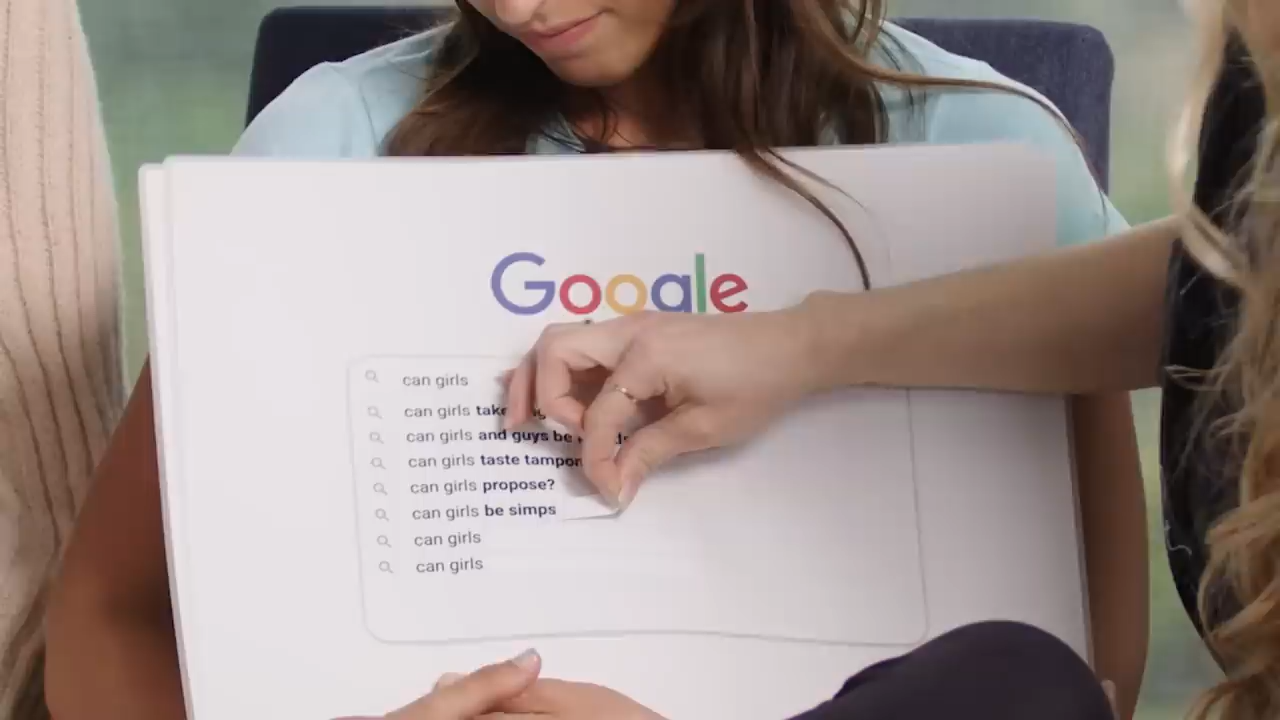 Google
can girls
can girls take
can girls and guys be
can girls taste
can girls propose?
can girls be simps
can girls
can girls